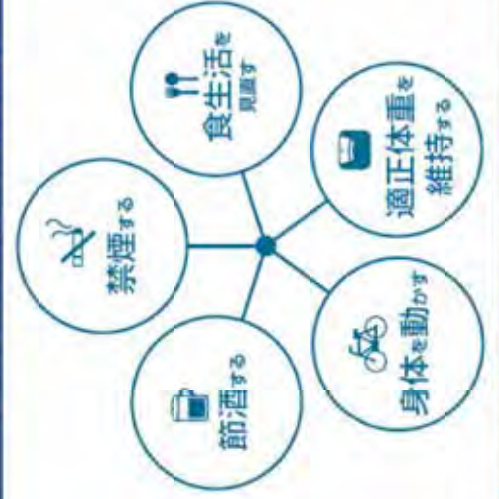 禁煙する
食生活を
見直す
適正体重を
維持する
身体を動かす
節酒する